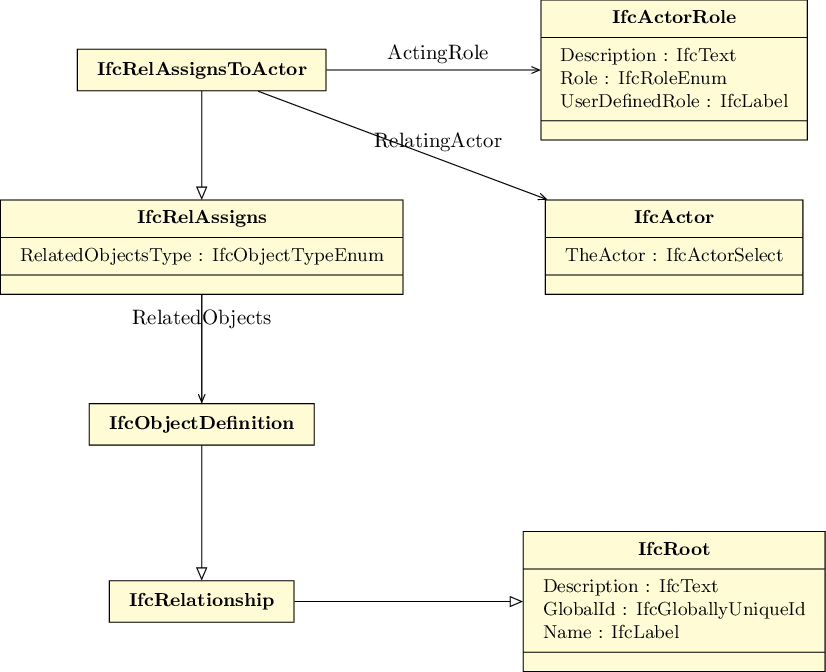 IfcActorRole
Description : IfcText
Role : IfcRoleEnum
UserDefinedRole : IfcLabel
IfcRelAssignsToActor
ActingRole
RelatingActor
IfcRelAssigns
RelatedObjectsType : IfcObjectTypeEnum
IfcActor
TheActor : IfcActorSelect
RelatedObjects
IfcObjectDefinition
IfcRelationship
IfcRoot
Description : IfcText
GlobalId : IfcGloballyUniqueId
Name : IfcLabel